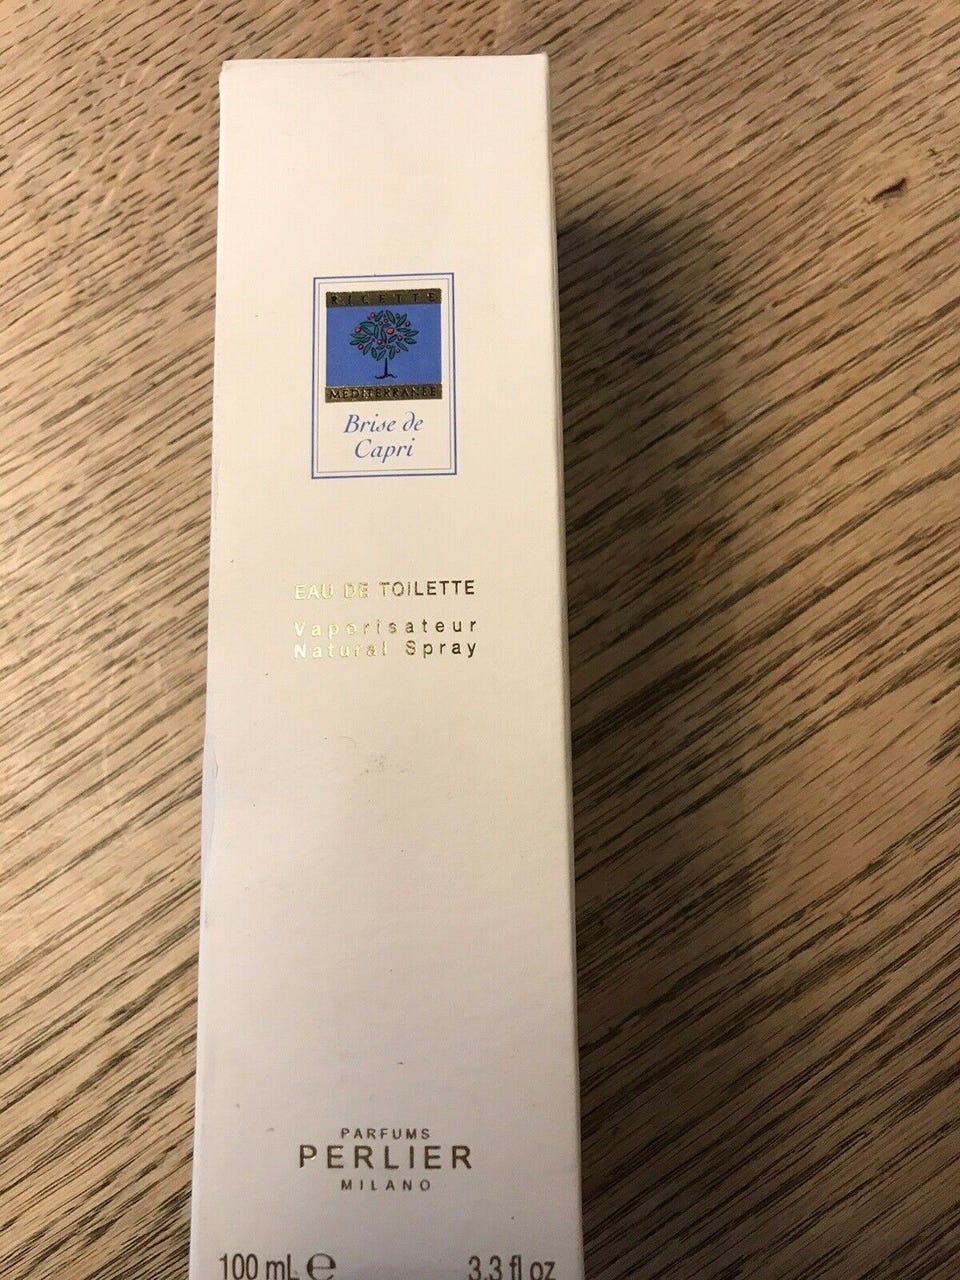 RICETTE
MEDITERRANEE
Brise de
Capri
EAU DE TOILETTE
Vaporisateur
Natural Spray
PARFUMS
PERLIER
MILANO
100 mL ℮ 3.3 fl oz